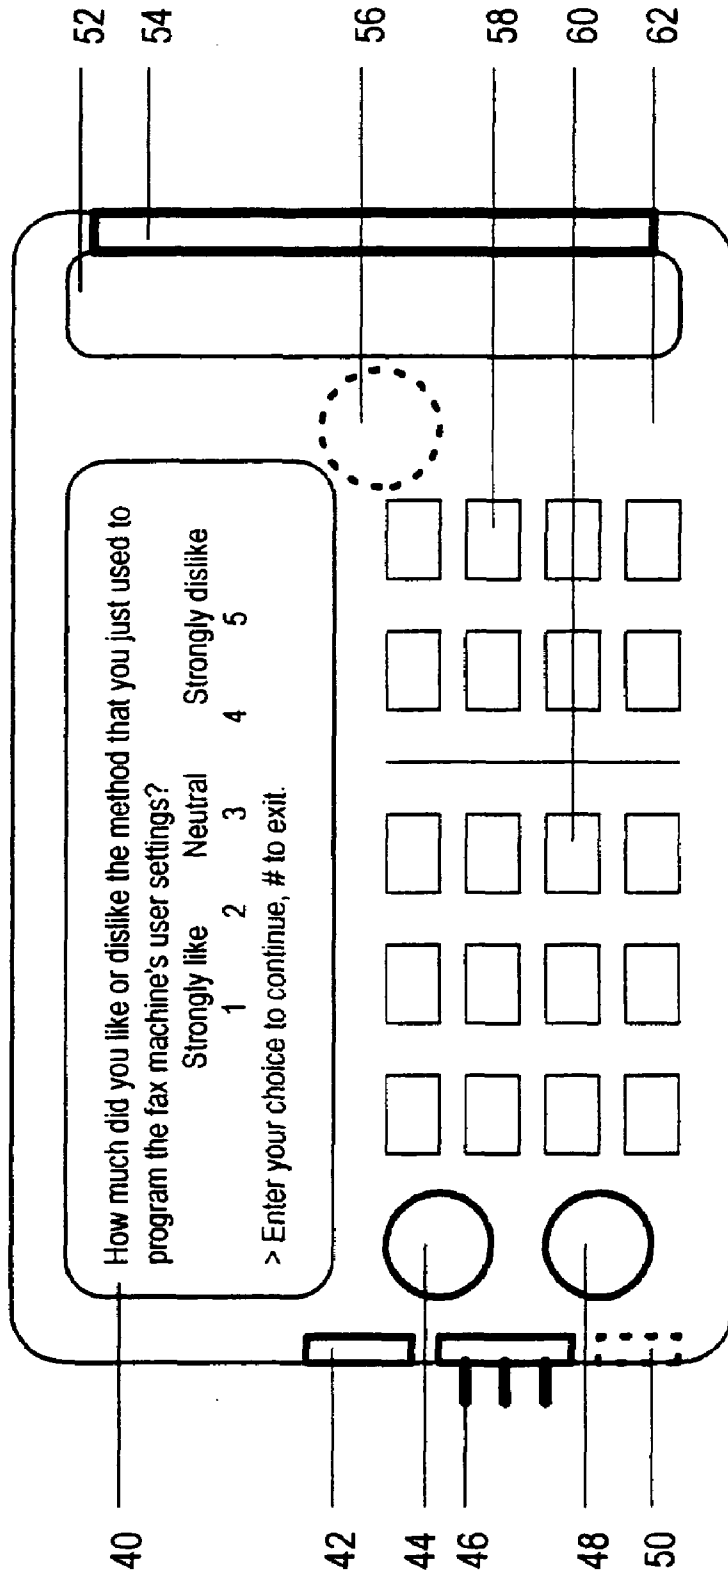 52
54
56
58
60
62
How much did you like or dislike the method that you just used to
program the fax machine's user settings?
Strongly like Neutral Strongly dislike
1 2 3 4 5
> Enter your choice to continue, # to exit.
40
42
44
46
48
50